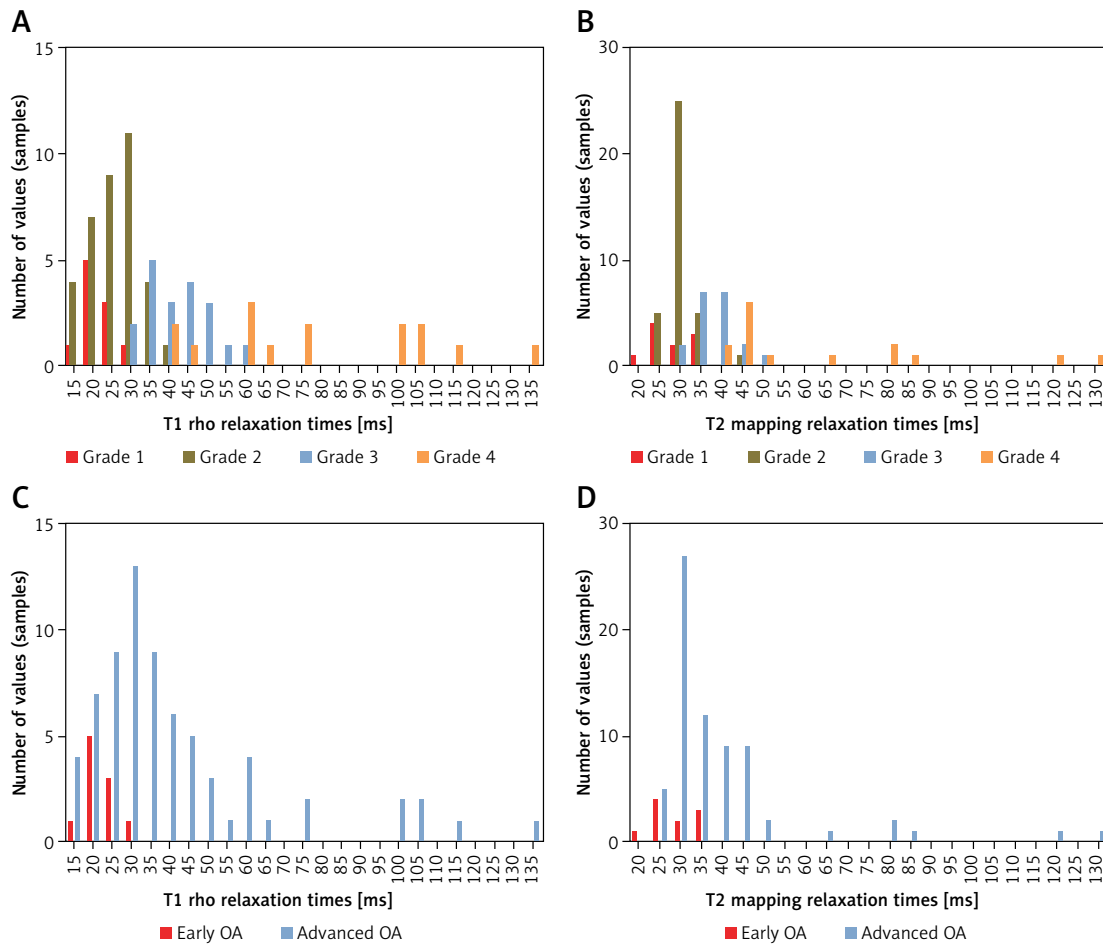 A
15
10
5
0
Number of values (samples)
15 20 25 30 35 40 45 50 55 60 65 70 75 80 85 90 95 100 105 110 115 120 125 130 135
T1 rho relaxation times [ms]
Grade 1 Grade 2 Grade 3 Grade 4
B
30
20
10
0
Number of values (samples)
20 25 30 35 40 45 50 55 60 65 70 75 80 85 90 95 100 105 110 115 120 125 130
T2 mapping relaxation times [ms]
Grade 1 Grade 2 Grade 3 Grade 4
C
15
10
5
0
Number of values (samples)
15 20 25 30 35 40 45 50 55 60 65 70 75 80 85 90 95 100 105 110 115 120 125 130 135
T1 rho relaxation times [ms]
Early OA Advanced OA
D
30
20
10
0
Number of values (samples)
20 25 30 35 40 45 50 55 60 65 70 75 80 85 90 95 100 105 110 115 120 125 130
T2 mapping relaxation times [ms]
Early OA Advanced OA